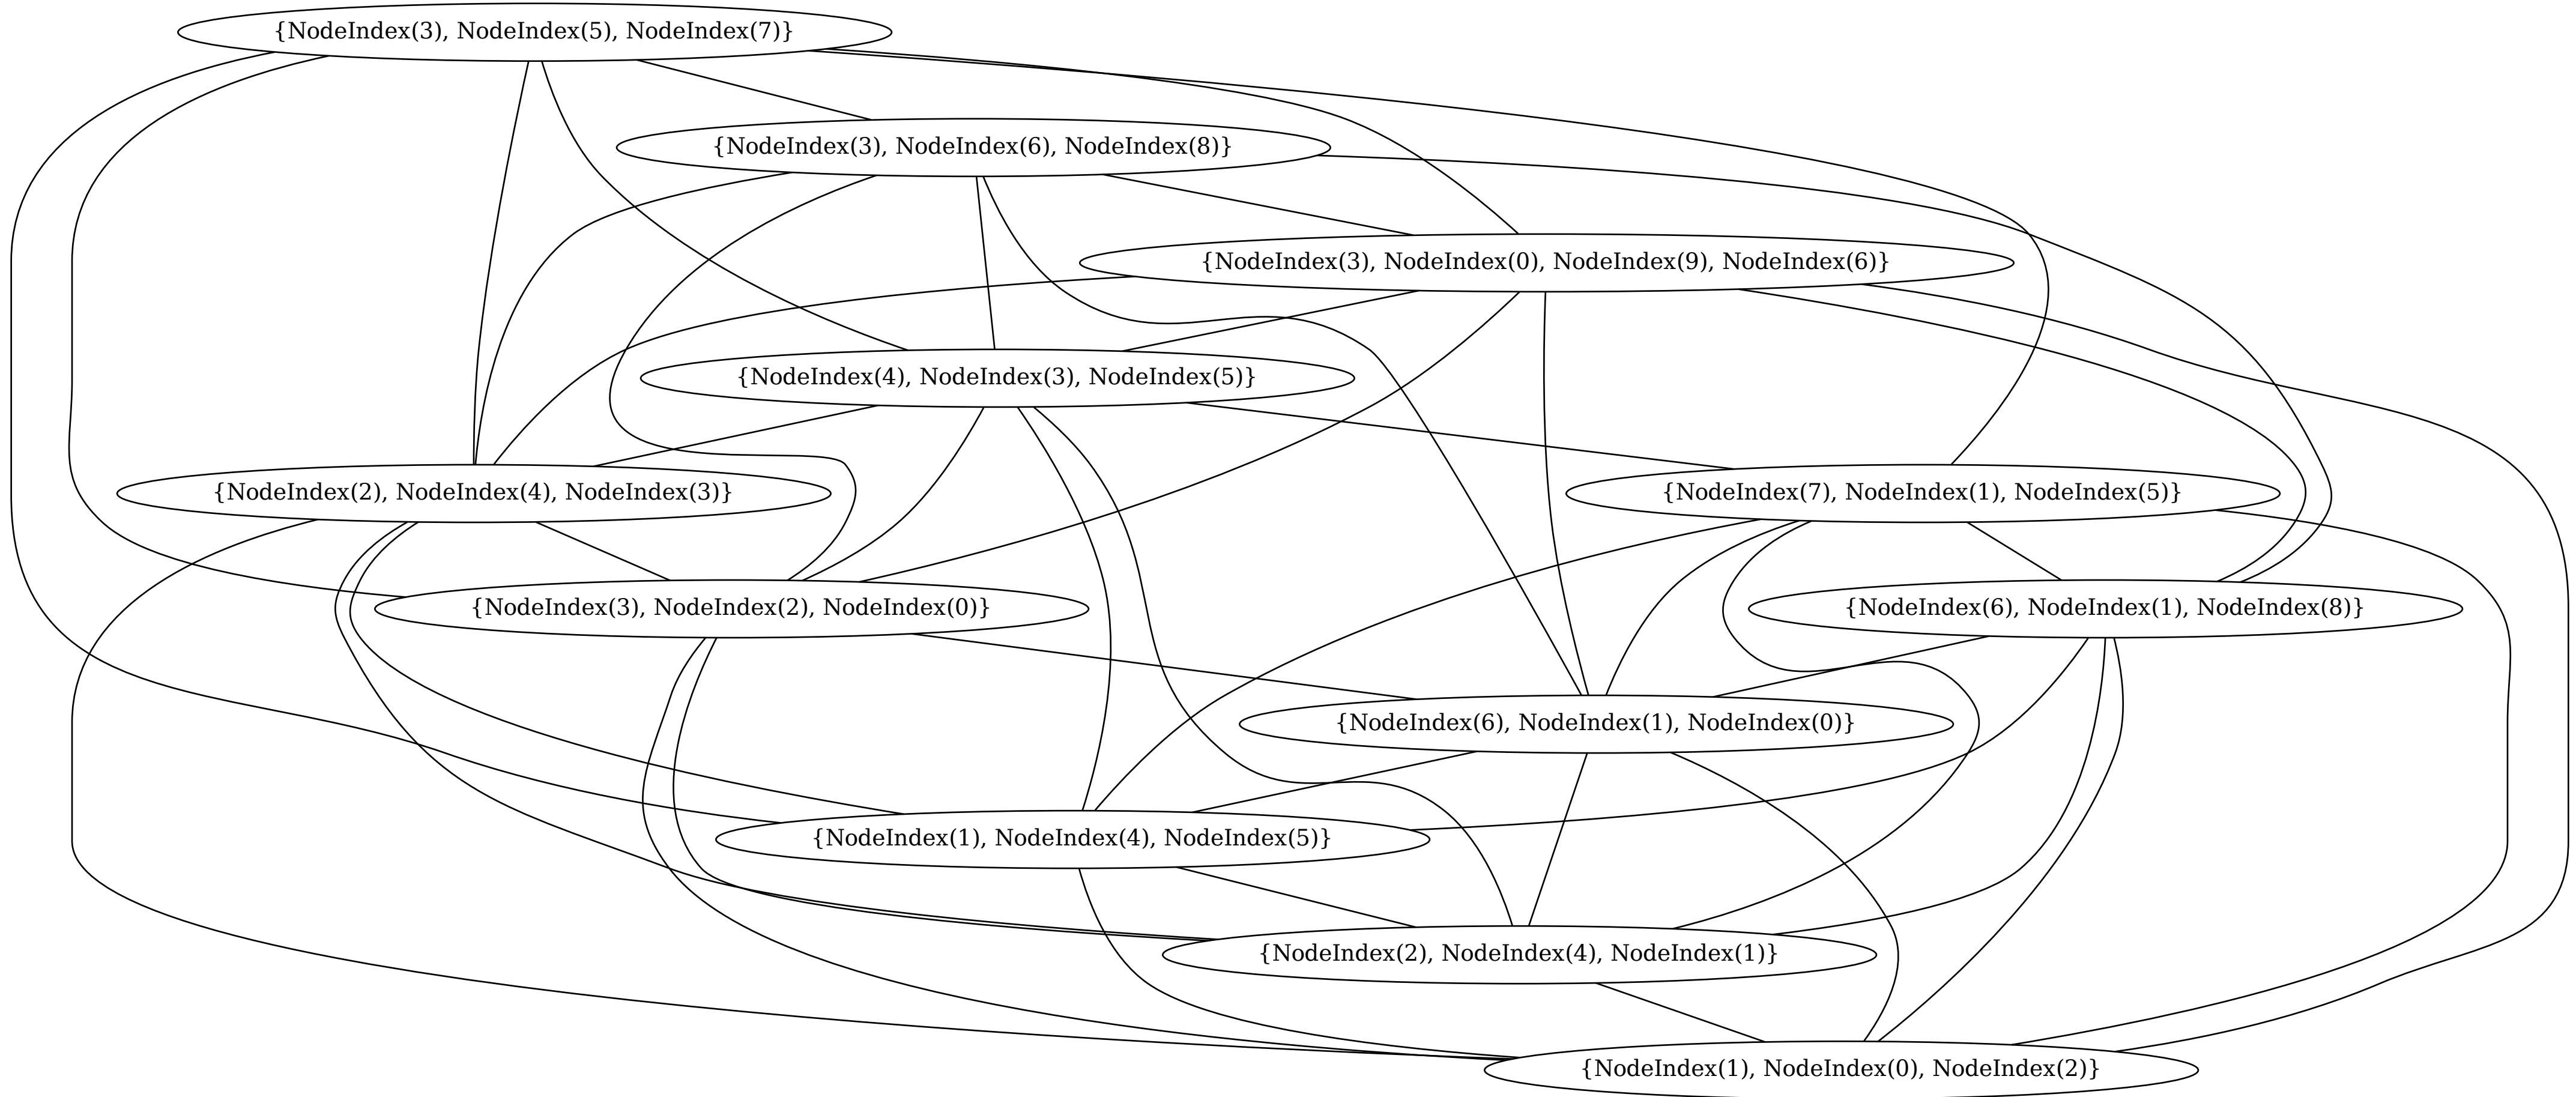 {NodeIndex(3), NodeIndex(5), NodeIndex(7)}
{NodeIndex(3), NodeIndex(6), NodeIndex(8)}
{NodeIndex(3), NodeIndex(0), NodeIndex(9), NodeIndex(6)}
{NodeIndex(4), NodeIndex(3), NodeIndex(5)}
{NodeIndex(2), NodeIndex(4), NodeIndex(3)}
{NodeIndex(7), NodeIndex(1), NodeIndex(5)}
{NodeIndex(3), NodeIndex(2), NodeIndex(0)}
{NodeIndex(6), NodeIndex(1), NodeIndex(8)}
{NodeIndex(6), NodeIndex(1), NodeIndex(0)}
{NodeIndex(1), NodeIndex(4), NodeIndex(5)}
{NodeIndex(2), NodeIndex(4), NodeIndex(1)}
{NodeIndex(1), NodeIndex(0), NodeIndex(2)}